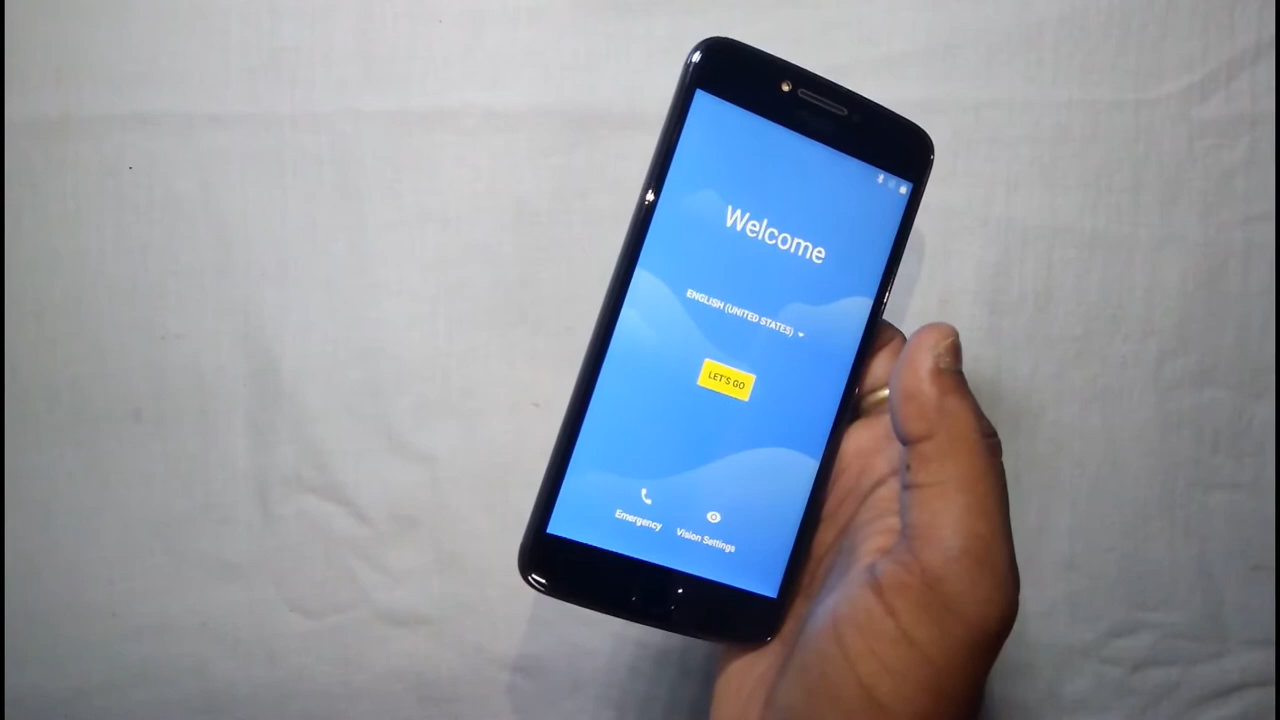 Welcome
ENGLISH (UNITED STATES)
LET'S GO
Emergency
Vision Settings